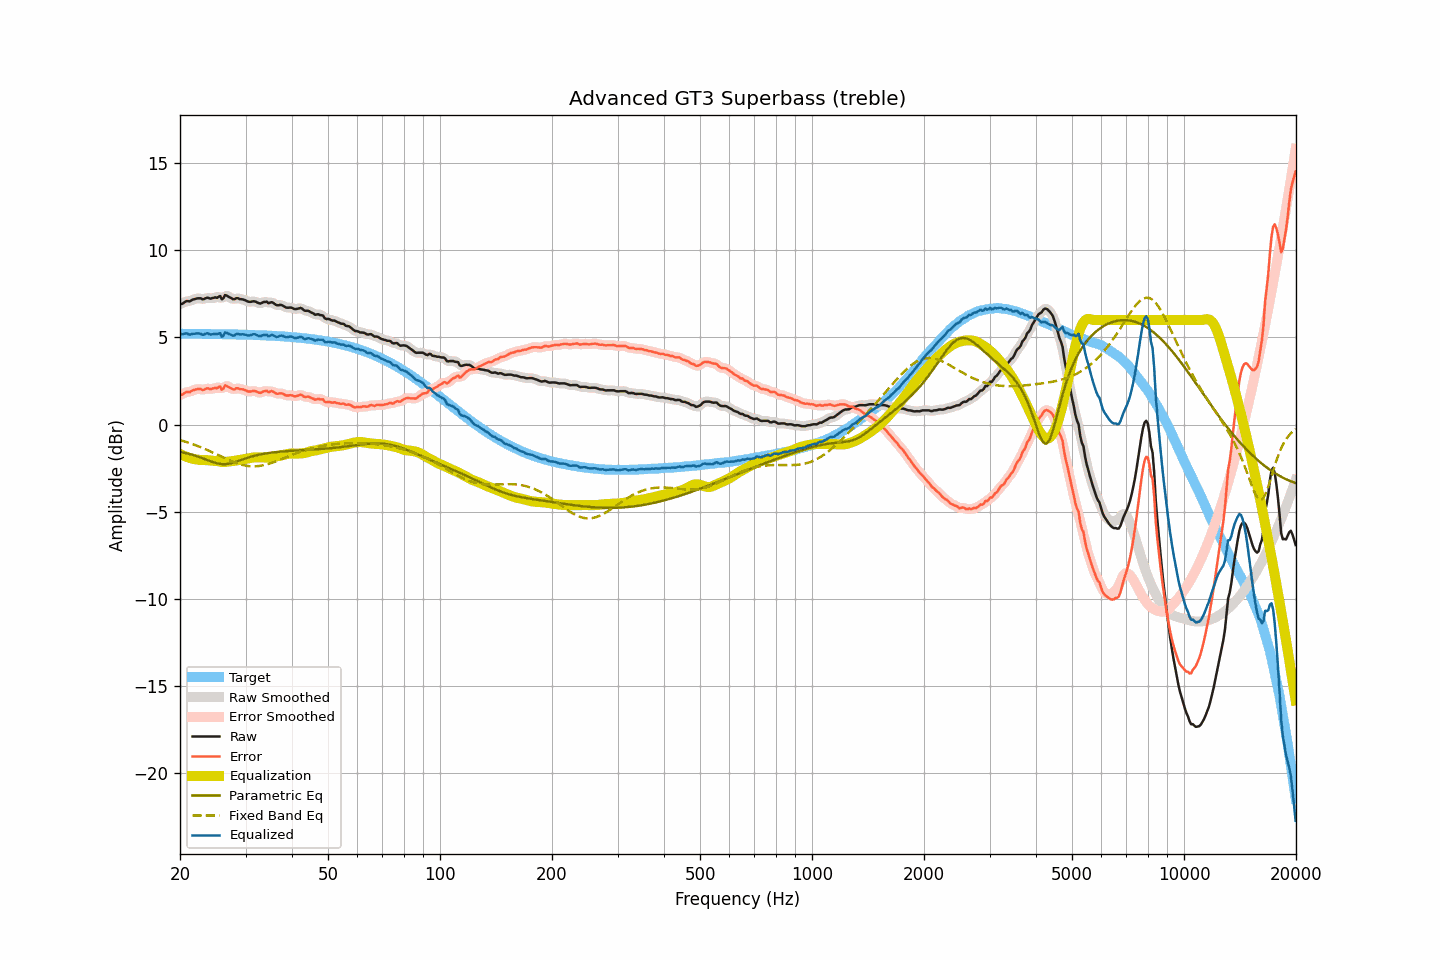 Advanced GT3 Superbass (treble)
Amplitude (dBr)
15
10
5
0
−5
−10
−15
−20
Target
Raw Smoothed
Error Smoothed
Raw
Error
Equalization
Parametric Eq
Fixed Band Eq
Equalized
20 50 100 200 500 1000 2000 5000 10000 20000
Frequency (Hz)